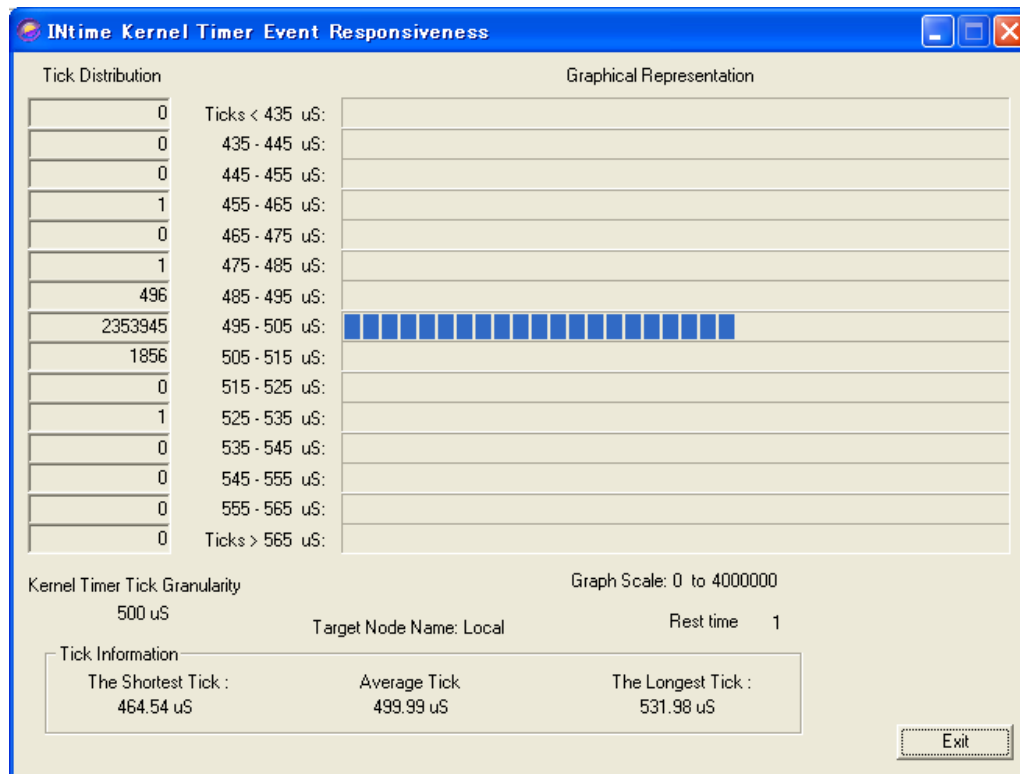 INtime Kernel Timer Event Responsiveness
Tick Distribution Graphical Representation
0 Ticks < 435 uS:
0 435 - 445 uS:
0 445 - 455 uS:
1 455 - 465 uS:
0 465 - 475 uS:
1 475 - 485 uS:
496 485 - 495 uS:
2353945 495 - 505 uS:
1856 505 - 515 uS:
0 515 - 525 uS:
1 525 - 535 uS:
0 535 - 545 uS:
0 545 - 555 uS:
0 555 - 565 uS:
0 Ticks > 565 uS:
Kernel Timer Tick Granularity Graph Scale: 0 to 4000000
500 uS Target Node Name: Local Rest time 1
Tick Information
The Shortest Tick : Average Tick The Longest Tick :
464.54 uS 499.99 uS 531.98 uS
Exit